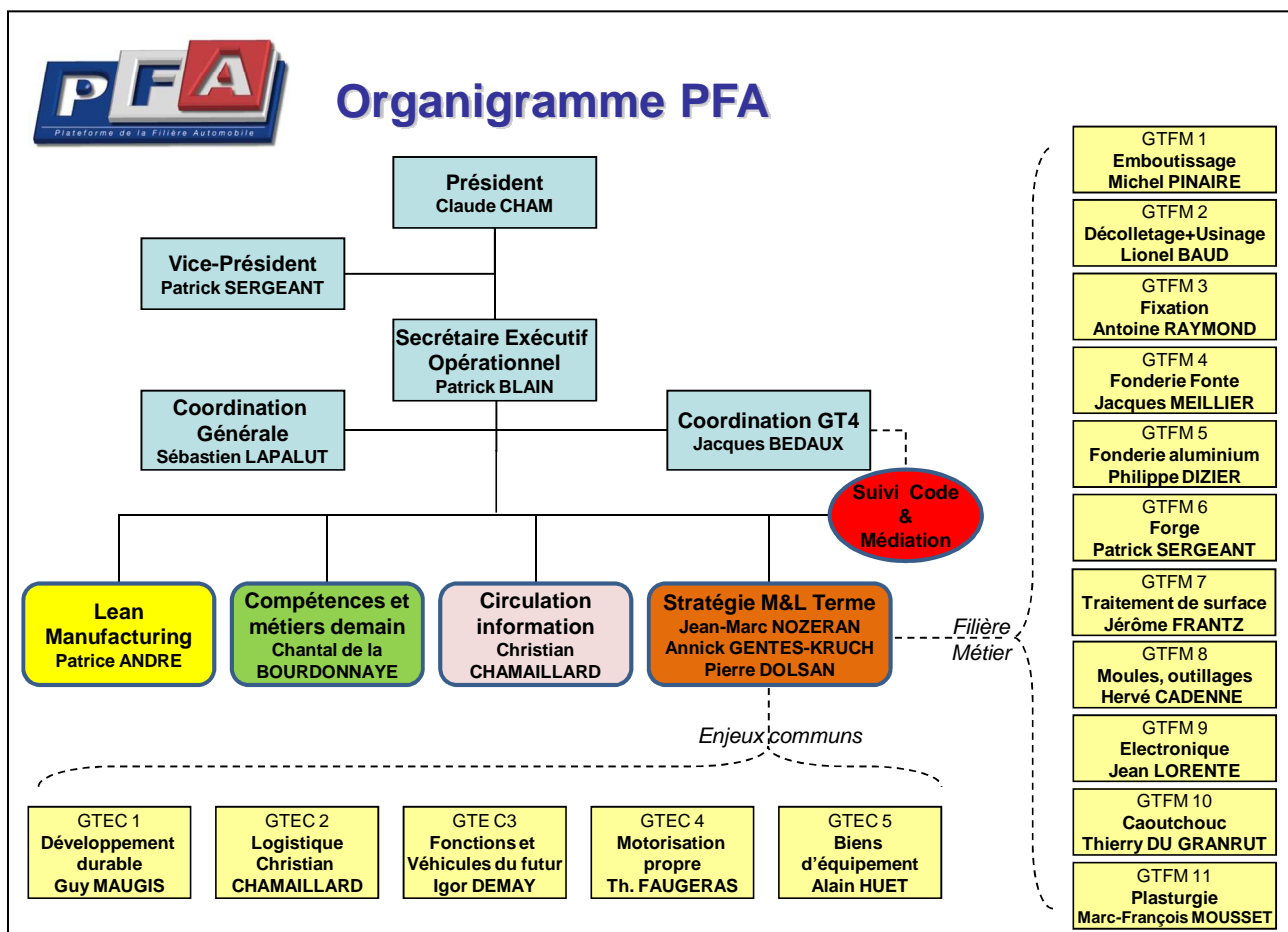 PFA
Plateforme de la Filière Automobile
Organigramme PFA
Président
Claude CHAM
Vice-Président
Patrick SERGEANT
Secrétaire Exécutif
Opérationnel
Patrick BLAIN
Coordination
Générale
Sébastien LAPALUT
Coordination GT4
Jacques BEDAUX
Suivi Code
&
Médiation
Lean
Manufacturing
Patrice ANDRE
Compétences et
métiers demain
Chantal de la
BOURDONNAYE
Circulation
information
Christian
CHAMAILLARD
Stratégie M&L Terme
Jean-Marc NOZERAN
Annick GENTES-KRUCH
Pierre DOLSAN
Filière
Métier
Enjeux communs
GTEC 1
Développement
durable
Guy MAUGIS
GTEC 2
Logistique
Christian
CHAMAILLARD
GTE C3
Fonctions et
Véhicules du futur
Igor DEMAY
GTEC 4
Motorisation
propre
Th. FAUGERAS
GTEC 5
Biens
d'équipement
Alain HUET
GTFM 1
Emboutissage
Michel PINAIRE
GTFM 2
Décolletage+Usinage
Lionel BAUD
GTFM 3
Fixation
Antoine RAYMOND
GTFM 4
Fonderie Fonte
Jacques MEILLIER
GTFM 5
Fonderie aluminium
Philippe DIZIER
GTFM 6
Forge
Patrick SERGEANT
GTFM 7
Traitement de surface
Jérôme FRANTZ
GTFM 8
Moules, outillages
Hervé CADENNE
GTFM 9
Electronique
Jean LORENTE
GTFM 10
Caoutchouc
Thierry DU GRANRUT
GTFM 11
Plasturgie
Marc-François MOUSSET